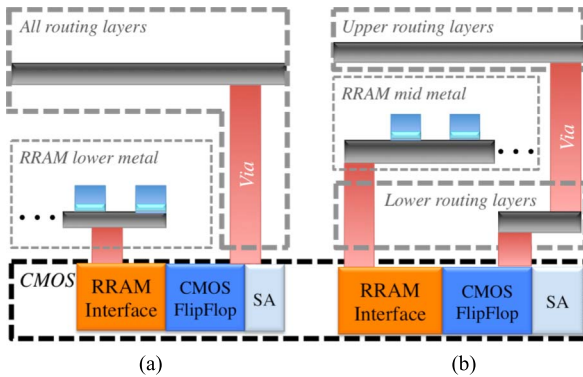 All routing layers
RRAM lower metal
Via
CMOS
RRAM
Interface
CMOS
FlipFlop
SA
(a)
Upper routing layers
RRAM mid metal
Via
Lower routing layers
RRAM
Interface
CMOS
FlipFlop
SA
(b)